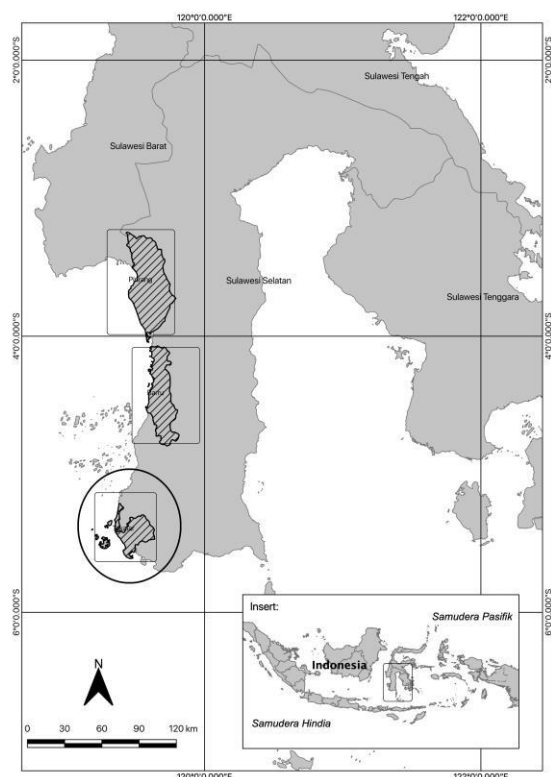 120°0'0.000"S
122°0'0.000"S
2°0'0.000"S
2°0'0.000"S
Sulawesi Tengah
Sulawesi Barat
Pinrang
Sulawesi Selatan
Sulawesi Tenggara
4°0'0.000"S
4°0'0.000"S
Barru
6°0'0.000"S
6°0'0.000"S
Insert:
Samudera Pasifik
Indonesia
Samudera Hindia
N
0 30 60 90 120 km
120°0'0.000"S
122°0'0.000"S